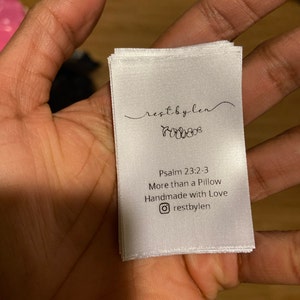 restbylen
Psalm 23:2-3
More than a Pillow
Handmade with Love
restbylen